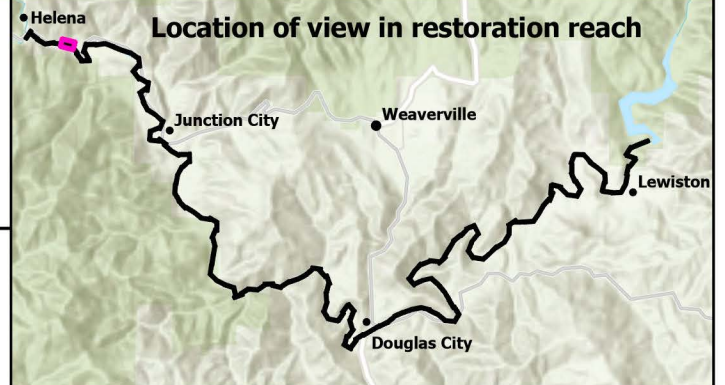 Location of view in restoration reach
Helena
Junction City
Weaverville
Lewiston
Douglas City